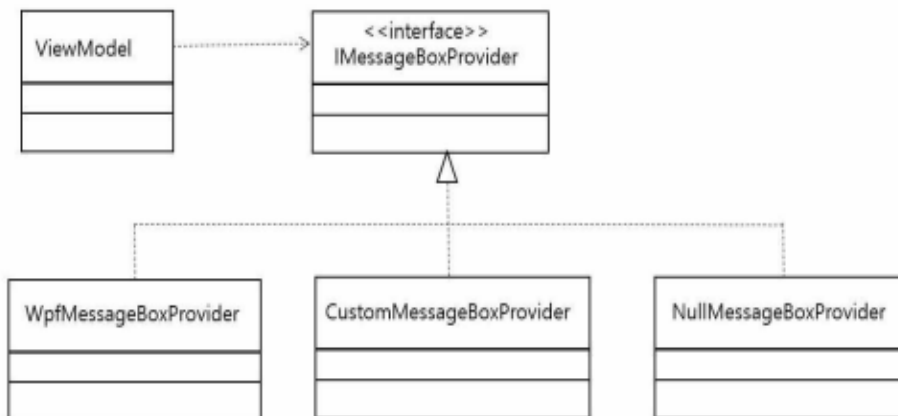 ViewModel
<<interface>>
IMessageBoxProvider
WpfMessageBoxProvider
CustomMessageBoxProvider
NullMessageBoxProvider